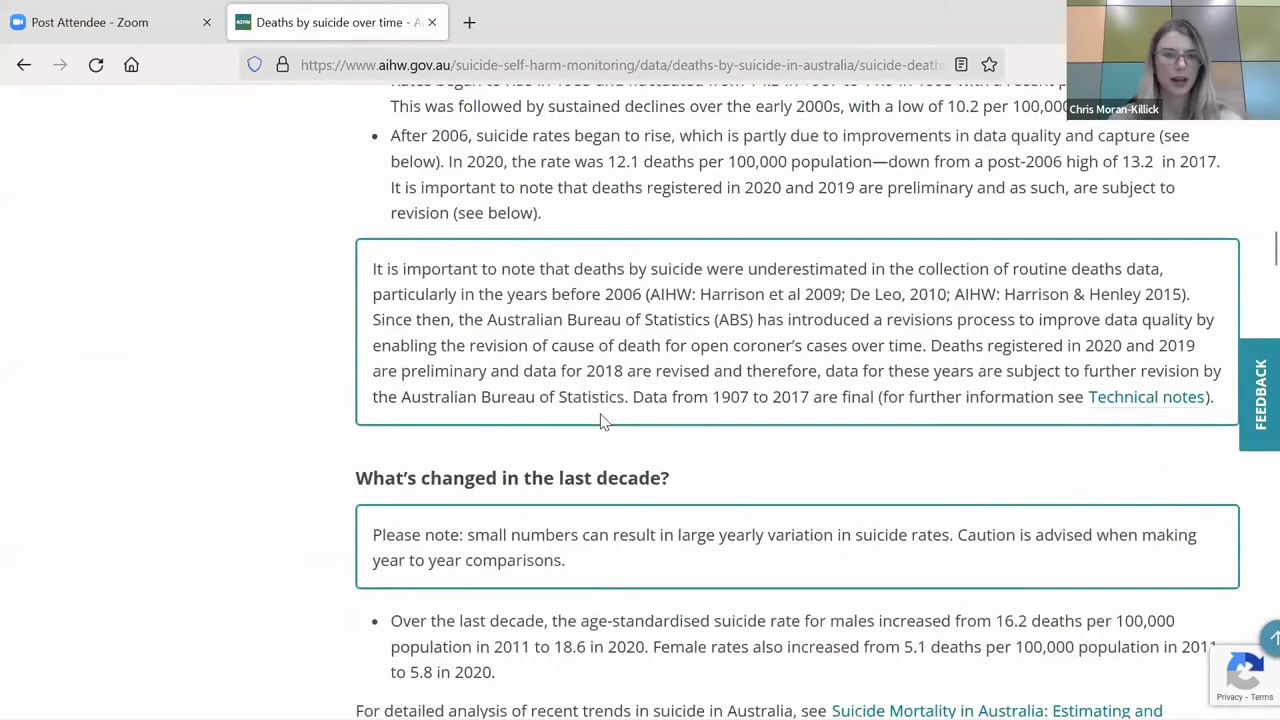 Post Attendee - Zoom
Deaths by suicide over time - A
https://www.aihw.gov.au/suicide-self-harm-monitoring/data/deaths-by-suicide-in-australia/suicide-death
Chris Moran-Killick
This was followed by sustained declines over the early 2000s, with a low of 10.2 per 100,000
• After 2006, suicide rates began to rise, which is partly due to improvements in data quality and capture (see
below). In 2020, the rate was 12.1 deaths per 100,000 population—down from a post-2006 high of 13.2 in 2017.
It is important to note that deaths registered in 2020 and 2019 are preliminary and as such, are subject to
revision (see below).
It is important to note that deaths by suicide were underestimated in the collection of routine deaths data,
particularly in the years before 2006 (AIHW: Harrison et al 2009; De Leo, 2010; AIHW: Harrison & Henley 2015).
Since then, the Australian Bureau of Statistics (ABS) has introduced a revisions process to improve data quality by
enabling the revision of cause of death for open coroner's cases over time. Deaths registered in 2020 and 2019
are preliminary and data for 2018 are revised and therefore, data for these years are subject to further revision by
the Australian Bureau of Statistics. Data from 1907 to 2017 are final (for further information see Technical notes).
FEEDBACK
What's changed in the last decade?
Please note: small numbers can result in large yearly variation in suicide rates. Caution is advised when making
year to year comparisons.
• Over the last decade, the age-standardised suicide rate for males increased from 16.2 deaths per 100,000
population in 2011 to 18.6 in 2020. Female rates also increased from 5.1 deaths per 100,000 population in 2011
to 5.8 in 2020.
Privacy - Terms
For detailed analysis of recent trends in suicide in Australia, see Suicide Mortality in Australia: Estimating and